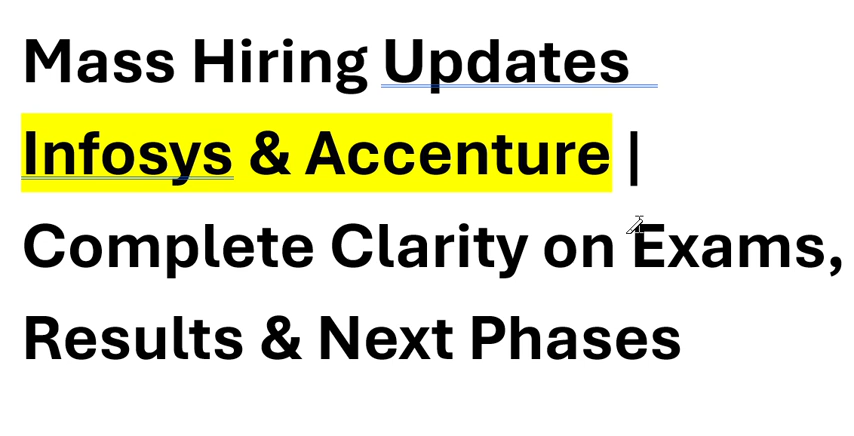 Mass Hiring Updates
Infosys & Accenture |
Complete Clarity on Exams,
Results & Next Phases